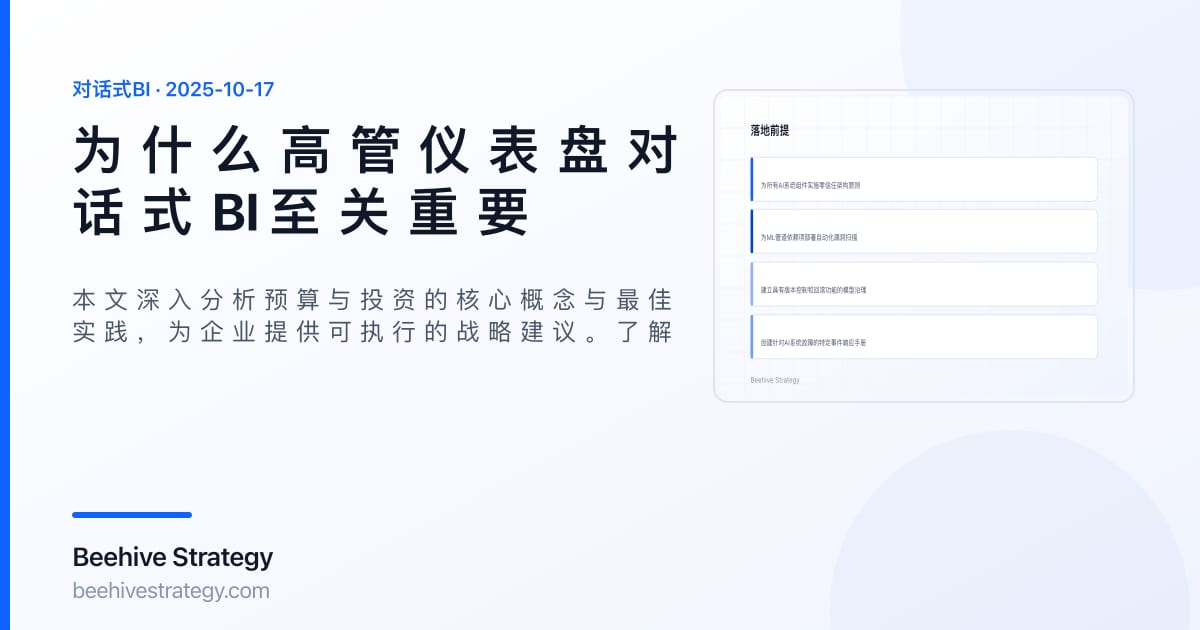 对话式BI · 2025-10-17
为什么高管仪表盘对
话式BI至关重要
本文深入分析预算与投资的核心概念与最佳
实践，为企业提供可执行的战略建议。了解
落地前提
为所有AI系统组件实施零信任架构原则
为ML管道依赖项部署自动化漏洞扫描
建立具有版本控制和回滚功能的模型治理
创建针对AI系统故障的特定事件响应手册
Beehive Strategy
Beehive Strategy
beehivestrategy.com